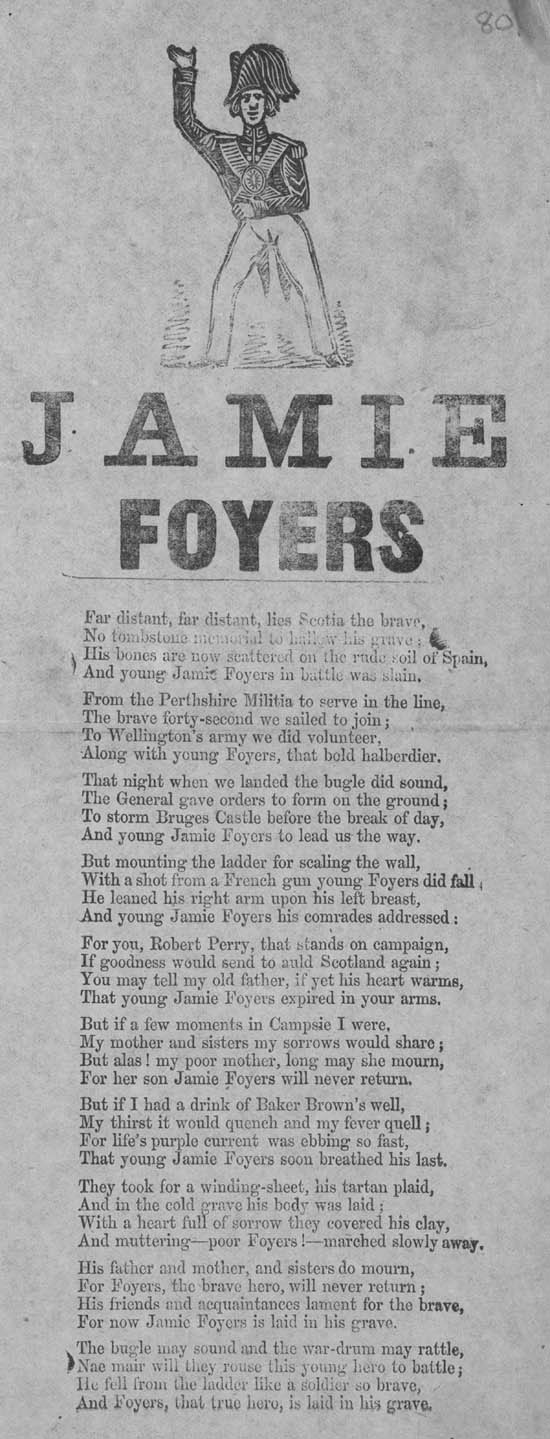 80
JAMIE
FOYERS
Far distant, far distant, lies Scotia the brave,
No tombstone memorial to hallow his grave;
His bones are now scattered on the rude soil of Spain,
And young Jamie Foyers in battle was slain.
From the Perthshire Militia to serve in the line,
The brave forty-second we sailed to join;
To Wellington's army we did volunteer,
Along with young Foyers, that bold halberdier.
That night when we landed the bugle did sound,
The General gave orders to form on the ground;
To storm Bruges Castle before the break of day,
And young Jamie Foyers to lead us the way.
But mounting the ladder for scaling the wall,
With a shot from a French gun young Foyers did fall,
He leaned his right arm upon his left breast,
And young Jamie Foyers his comrades addressed:
For you, Robert Perry, that stands on campaign,
If goodness would send to auld Scotland again;
You may tell my old father, if yet his heart warms,
That young Jamie Foyers expired in your arms.
But if a few moments in Campsie I were,
My mother and sisters my sorrows would share;
But alas! my poor mother, long may she mourn,
For her son Jamie Foyers will never return.
But if I had a drink of Baker Brown's well,
My thirst it would quench and my fever quell;
For life's purple current was ebbing so fast,
That young Jamie Foyers soon breathed his last.
They took for a winding-sheet, his tartan plaid,
And in the cold grave his body was laid;
With a heart full of sorrow they covered his clay,
And muttering—poor Foyers!—marched slowly away.
His father and mother, and sisters do mourn,
For Foyers, the brave hero, will never return;
His friends and acquaintances lament for the brave,
For now Jamie Foyers is laid in his grave.
The bugle may sound and the war-drum may rattle,
Nae mair will they rouse this young hero to battle;
He fell from the ladder like a soldier so brave,
And Foyers, that true hero, is laid in his grave.